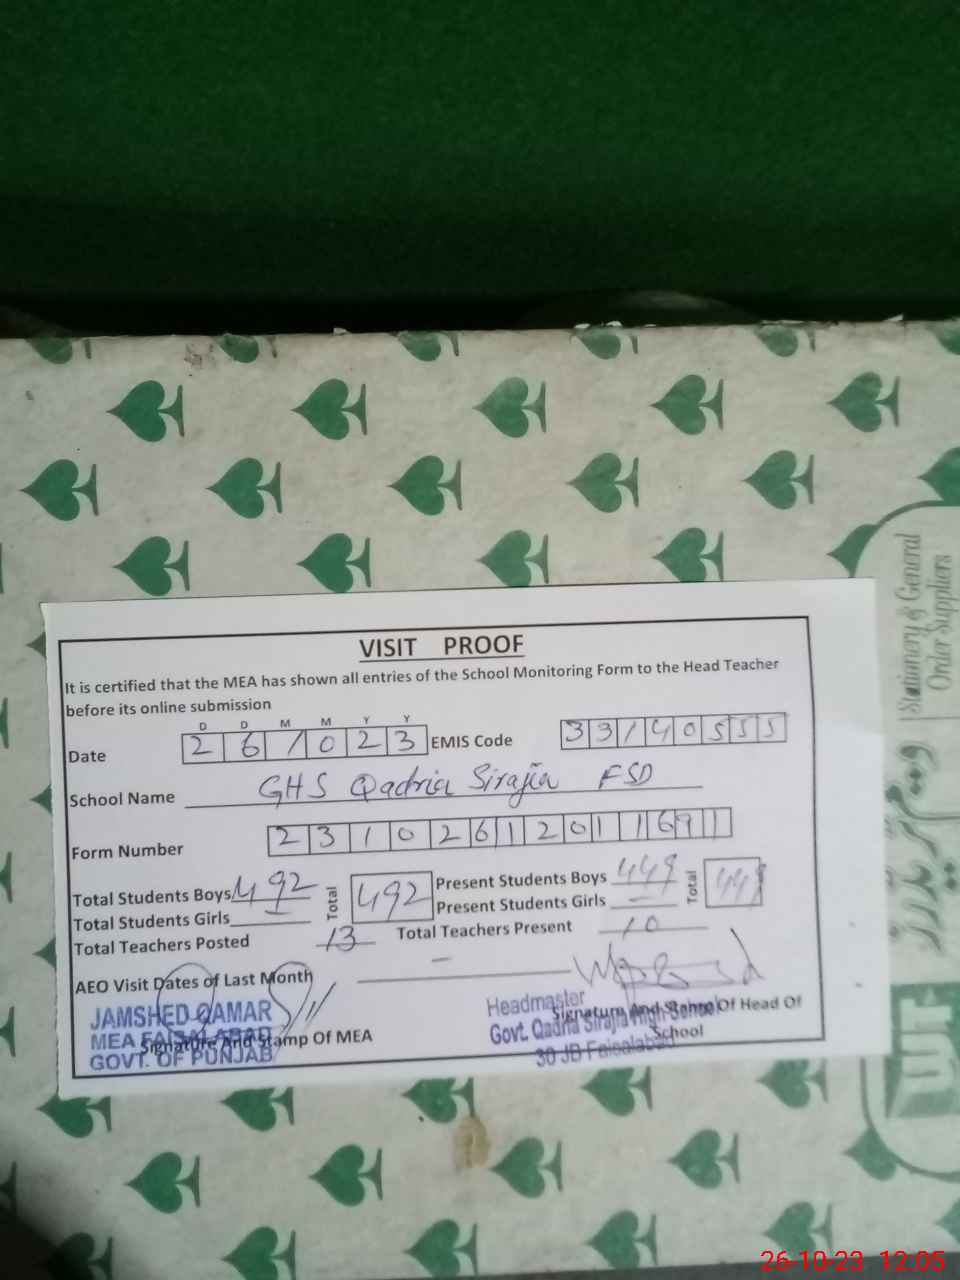 VISIT PROOF
It is certified that the MEA has shown all entries of the School Monitoring Form to the Head Teacher
before its online submission
D D M M Y Y
Date 2 6 1 0 2 3 EMIS Code 3 3 1 4 0 5 5 5
School Name GHS Qadria Sirajia FSD
Form Number 2 3 1 0 2 6 1 2 0 1 1 6 9 1
Total Students Boys 492 Total 492 Present Students Boys 449 Total 449
Total Students Girls — Present Students Girls —
Total Teachers Posted 13 Total Teachers Present 10
AEO Visit Dates of Last Month —
JAMSHED QAMAR
MEA FAISALABAD
GOVT. OF PUNJAB
Signature And Stamp Of MEA
Headmaster
Govt. Qadria Sirajia High School
30 JB Faisalabad
Signature And Stamp Of Head Of
School
Stationery & General
Order Suppliers
26-10-23 12:05